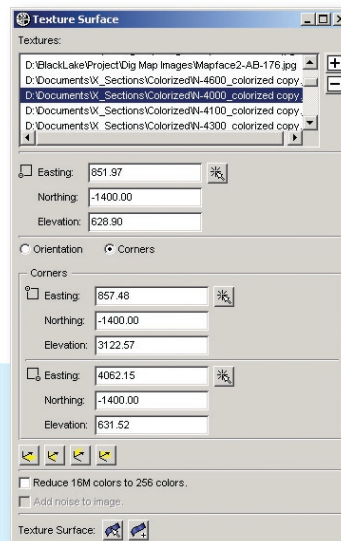 Texture Surface
Textures:
D:\BlackLake\Project\Dig Map Images\Mapface2-AB-176.jpg
D:\Documents\X_Sections\Colorized\N-4600_colorized copy.
D:\Documents\X_Sections\Colorized\N-4000_colorized copy.
D:\Documents\X_Sections\Colorized\N-4100_colorized copy.
D:\Documents\X_Sections\Colorized\N-4300_colorized copy.
Easting: 851.97
Northing: -1400.00
Elevation: 628.90
Orientation Corners
Corners
Easting: 857.48
Northing: -1400.00
Elevation: 3122.57
Easting: 4062.15
Northing: -1400.00
Elevation: 631.52
Reduce 16M colors to 256 colors.
Add noise to image.
Texture Surface: